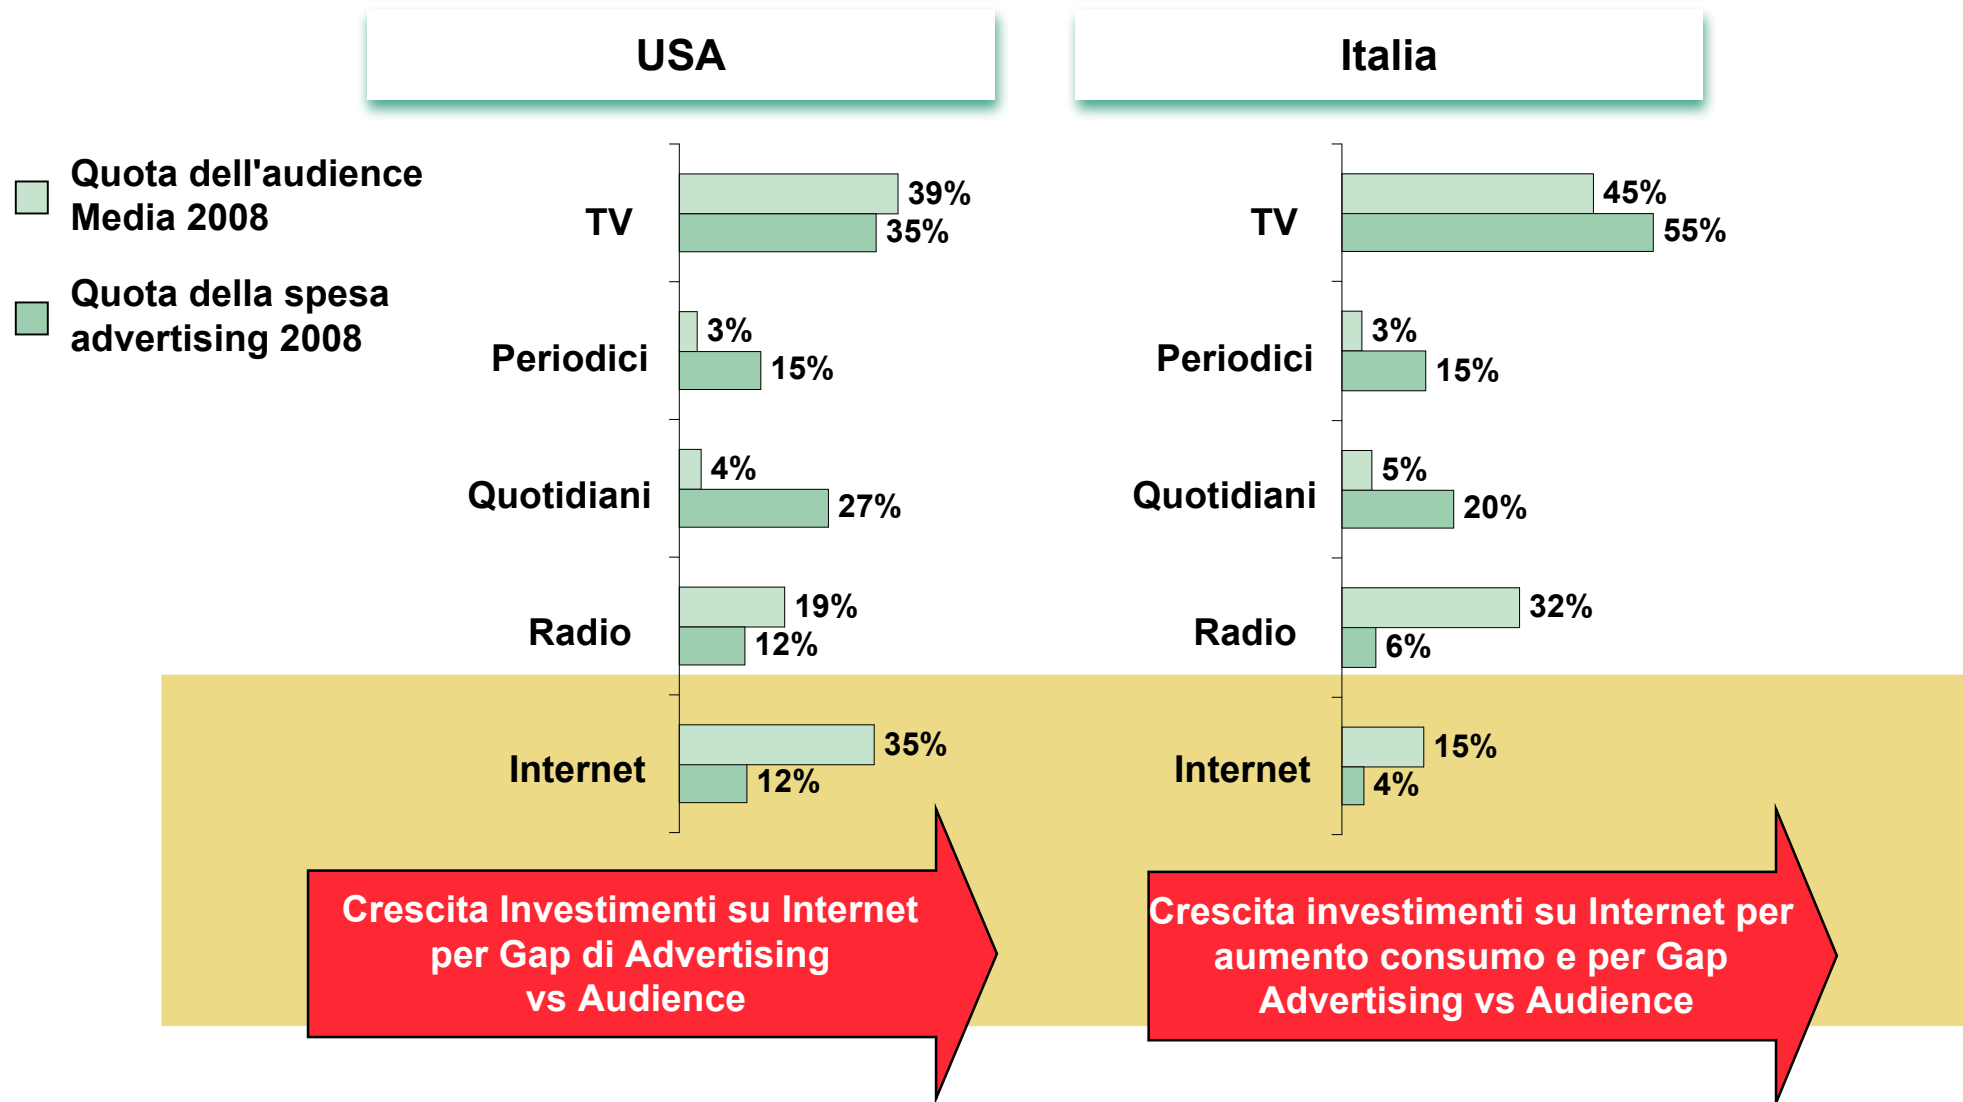 USA
Italia
Quota dell'audience
Media 2008
Quota della spesa
advertising 2008
TV
39%
35%
Periodici
3%
15%
Quotidiani
4%
27%
Radio
19%
12%
Internet
35%
12%
TV
45%
55%
Periodici
3%
15%
Quotidiani
5%
20%
Radio
32%
6%
Internet
15%
4%
Crescita Investimenti su Internet
per Gap di Advertising
vs Audience
Crescita investimenti su Internet per
aumento consumo e per Gap
Advertising vs Audience